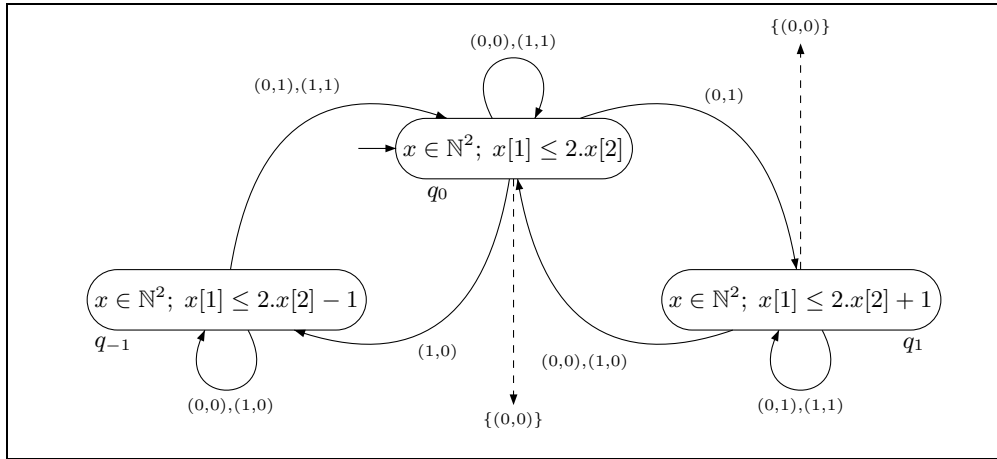 {(0,0)}
(0,0),(1,1)
(0,1),(1,1)
(0,1)
x ∈ ℕ²; x[1] ≤ 2.x[2]
q₀
x ∈ ℕ²; x[1] ≤ 2.x[2] − 1
x ∈ ℕ²; x[1] ≤ 2.x[2] + 1
q₋₁
(1,0)
(0,0),(1,0)
q₁
(0,0),(1,0)
{(0,0)}
(0,1),(1,1)